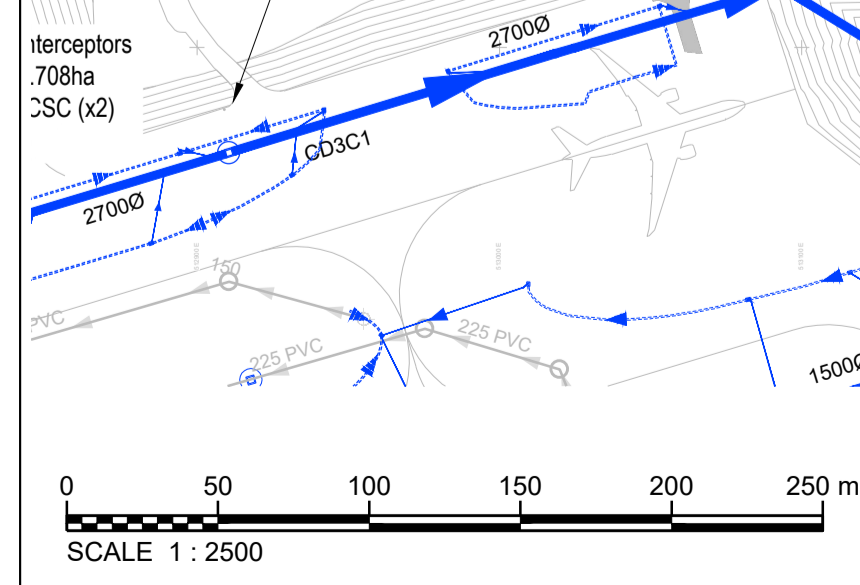 nterceptors
.708ha
CSC (x2)
2700Ø
CD3C1
2700Ø
150
PVC
225 PVC
225 PVC
1500Ø
0 50 100 150 200 250 m
SCALE 1 : 2500